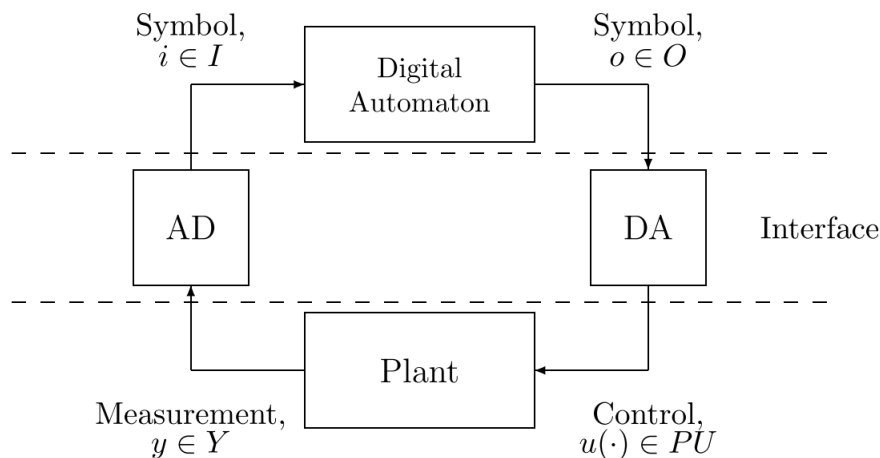 Symbol,
i ∈ I
Digital
Automaton
Symbol,
o ∈ O
AD
DA
Interface
Plant
Measurement,
y ∈ Y
Control,
u(·) ∈ PU